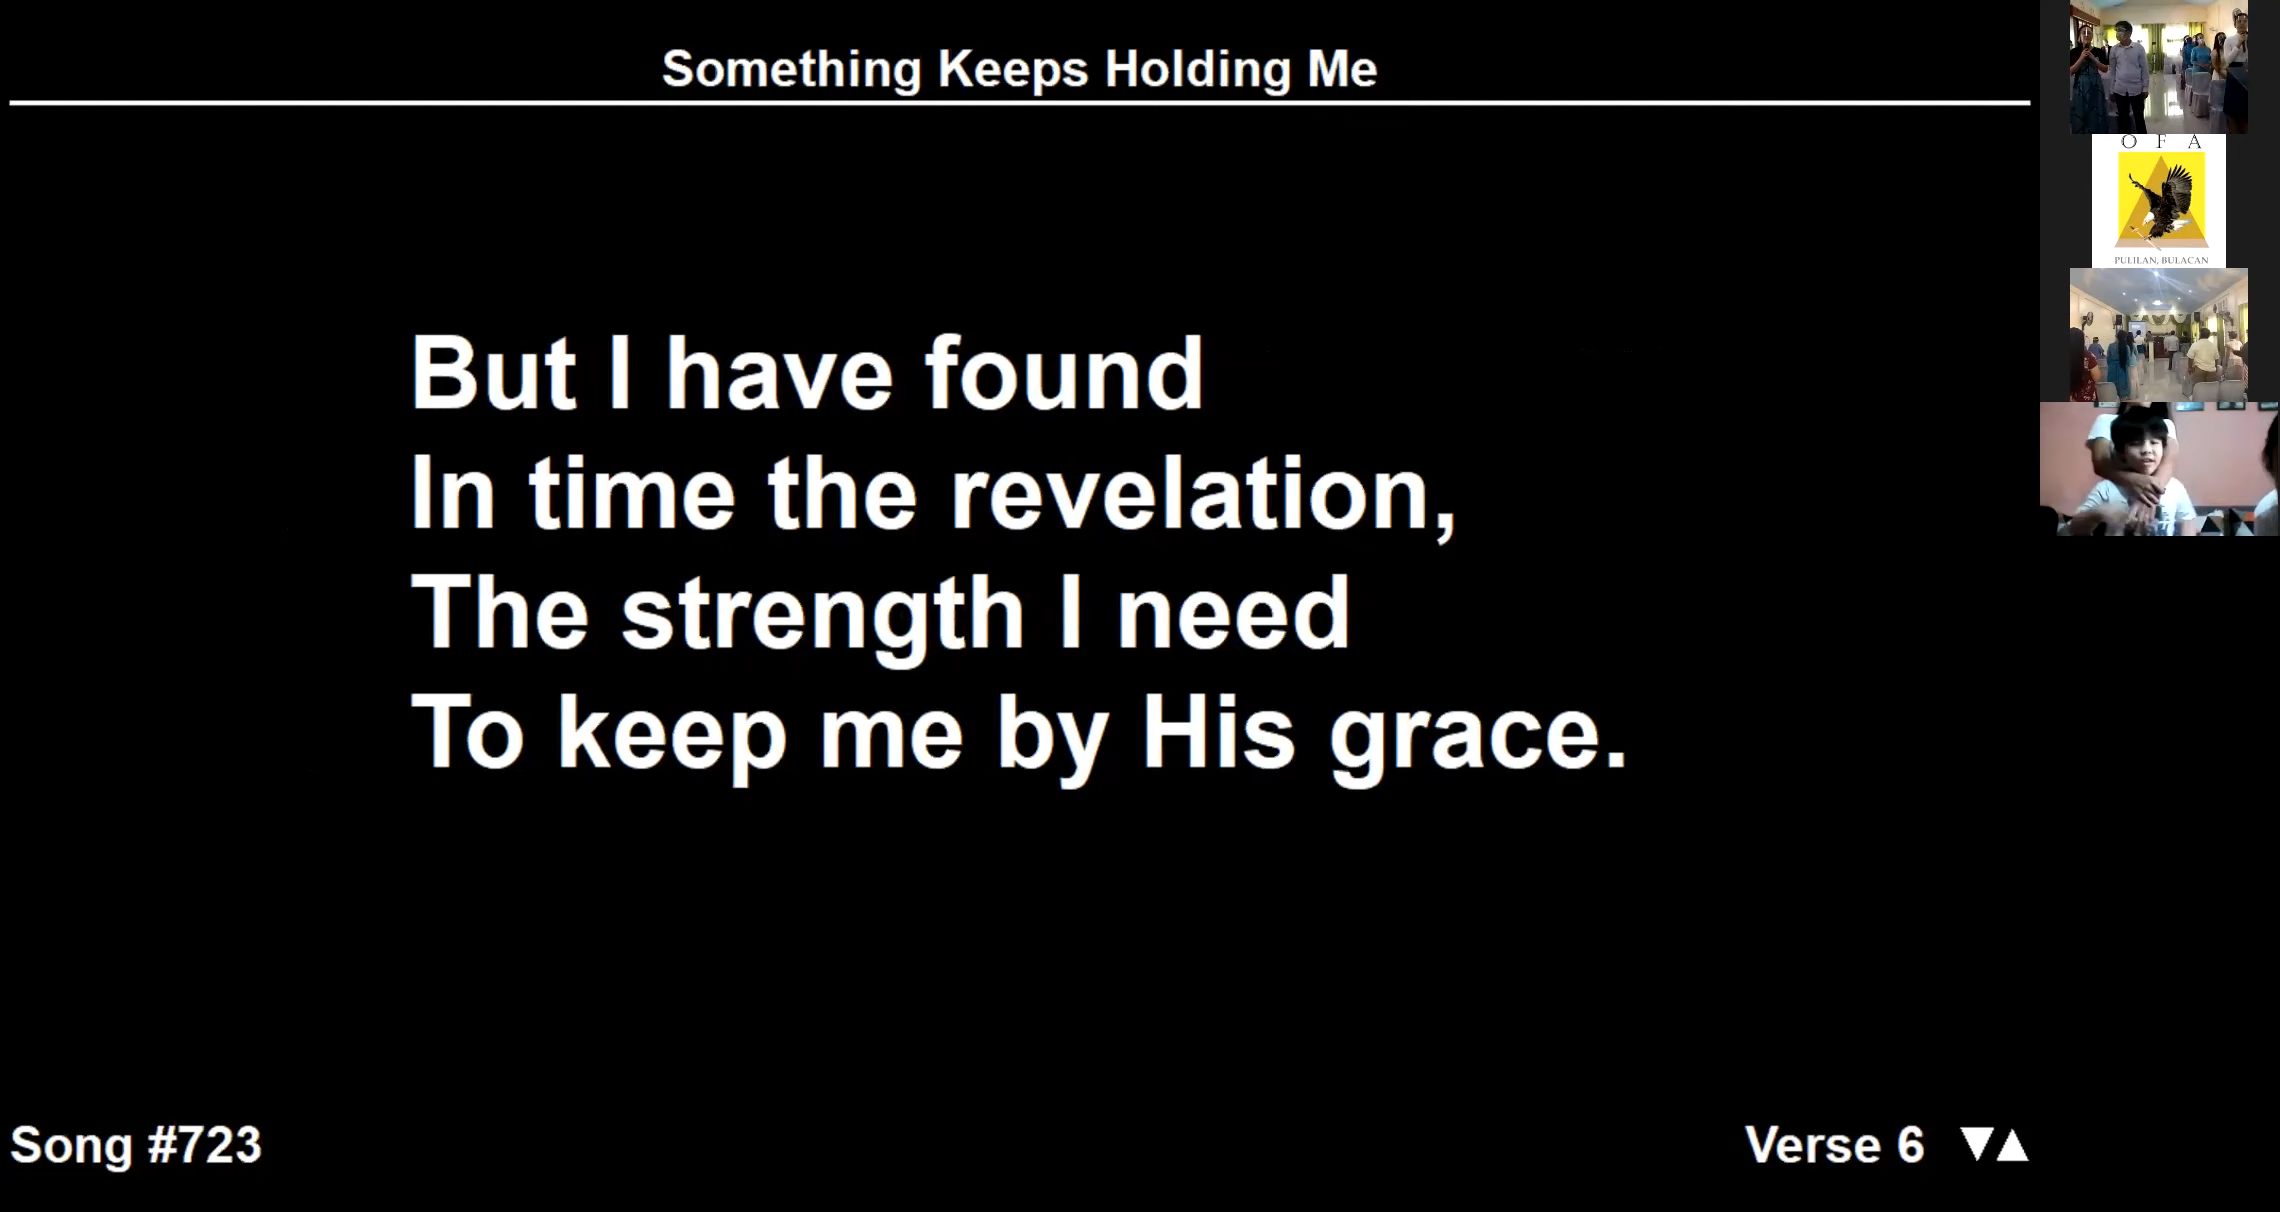 Something Keeps Holding Me
But I have found
In time the revelation,
The strength I need
To keep me by His grace.
Song #723
Verse 6
O F A
PULILAN, BULACAN